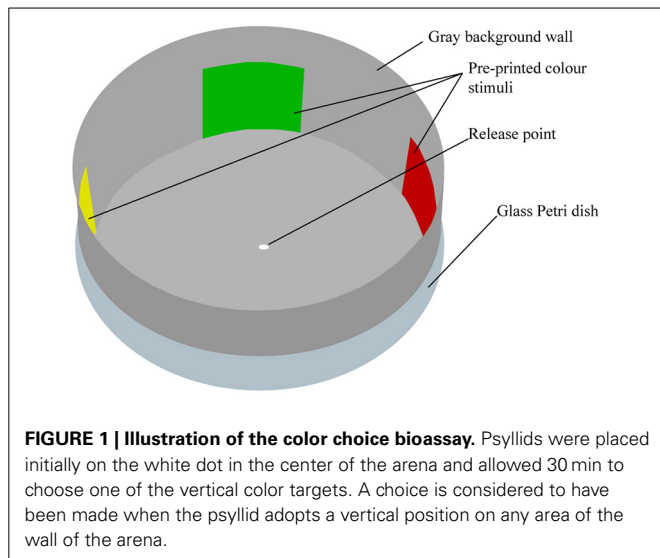 Gray background wall
Pre-printed colour
stimuli
Release point
Glass Petri dish
FIGURE 1 | Illustration of the color choice bioassay. Psyllids were placed
initially on the white dot in the center of the arena and allowed 30 min to
choose one of the vertical color targets. A choice is considered to have
been made when the psyllid adopts a vertical position on any area of the
wall of the arena.